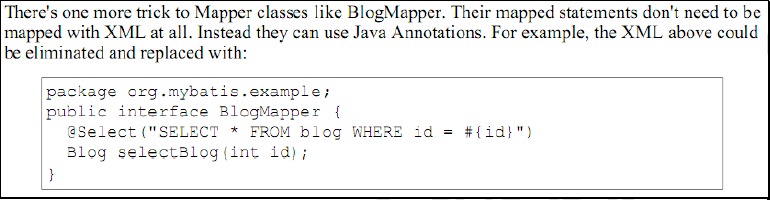 There's one more trick to Mapper classes like BlogMapper. Their mapped statements don't need to be
mapped with XML at all. Instead they can use Java Annotations. For example, the XML above could
be eliminated and replaced with:
package org.mybatis.example;
public interface BlogMapper {
@Select("SELECT * FROM blog WHERE id = #{id}")
Blog selectBlog(int id);
}